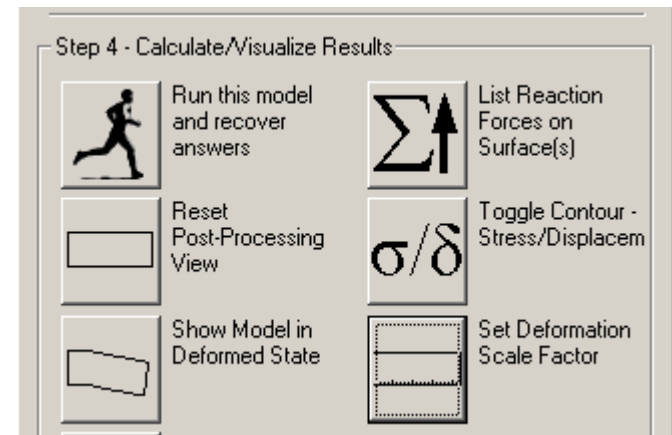 Step 4 - Calculate/Visualize Results
Run this model
and recover
answers
Σ
List Reaction
Forces on
Surface(s)
Reset
Post-Processing
View
σ/δ
Toggle Contour -
Stress/Displacem
Show Model in
Deformed State
Set Deformation
Scale Factor